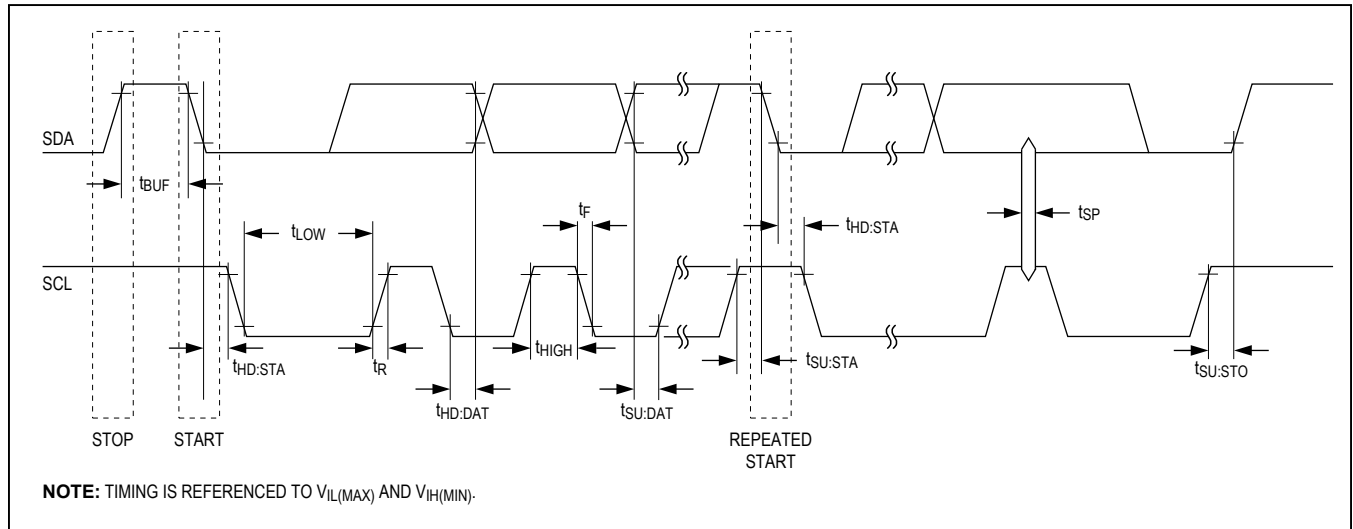 SDA
tBUF
tF
tSP
tLOW
tHD:STA
SCL
tHD:STA
tR
tHIGH
tSU:STA
tSU:STO
tHD:DAT
tSU:DAT
STOP
START
REPEATED
START
NOTE: TIMING IS REFERENCED TO VIL(MAX) AND VIH(MIN).